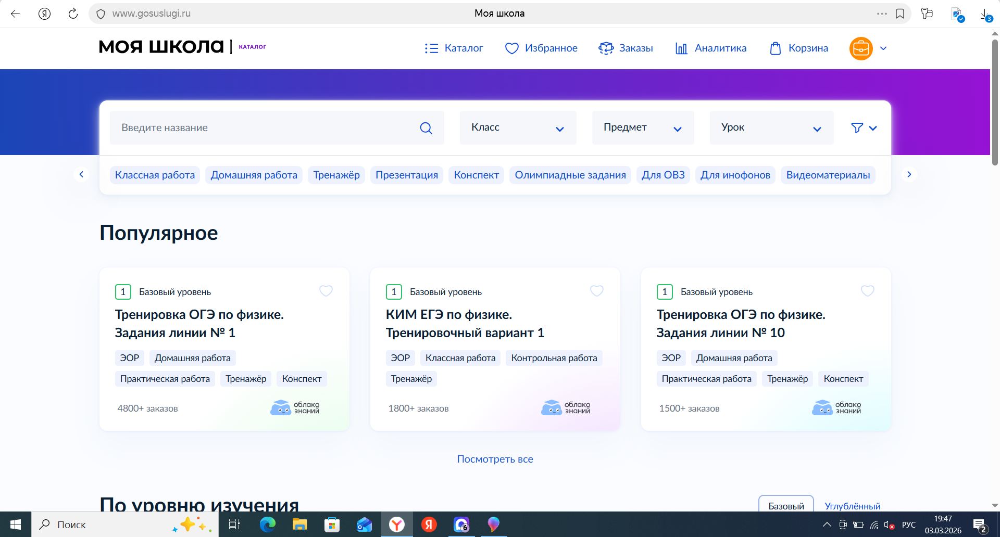 www.gosuslugi.ru
Моя школа
3
МОЯ ШКОЛА | КАТАЛОГ
Каталог
Избранное
Заказы
Аналитика
Корзина
Введите название
Класс
Предмет
Урок
Классная работа
Домашняя работа
Тренажёр
Презентация
Конспект
Олимпиадные задания
Для ОВЗ
Для инофонов
Видеоматериалы
Популярное
1 Базовый уровень
Тренировка ОГЭ по физике.
Задания линии № 1
ЭОР Домашняя работа
Практическая работа Тренажёр Конспект
4800+ заказов
облако
знаний
1 Базовый уровень
КИМ ЕГЭ по физике.
Тренировочный вариант 1
ЭОР Классная работа Контрольная работа
Тренажёр
1800+ заказов
облако
знаний
1 Базовый уровень
Тренировка ОГЭ по физике.
Задания линии № 10
ЭОР Домашняя работа
Практическая работа Тренажёр Конспект
1500+ заказов
облако
знаний
Посмотреть все
По уровню изучения
Базовый
Углублённый
Поиск
6
РУС
19:47
03.03.2026
2